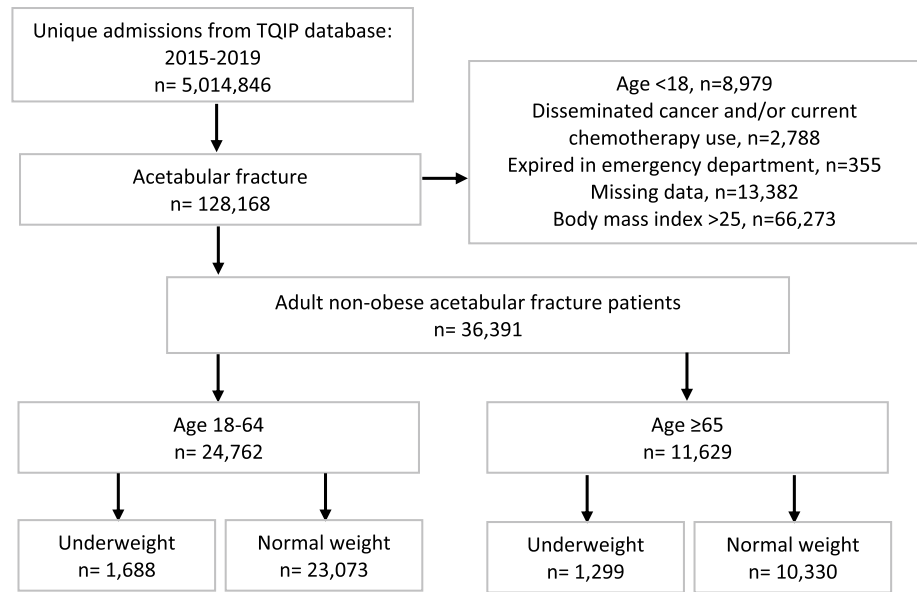 Unique admissions from TQIP database:
2015-2019
n= 5,014,846
Age <18, n=8,979
Disseminated cancer and/or current
chemotherapy use, n=2,788
Expired in emergency department, n=355
Missing data, n=13,382
Body mass index >25, n=66,273
Acetabular fracture
n= 128,168
Adult non-obese acetabular fracture patients
n= 36,391
Age 18-64
n= 24,762
Age ≥65
n= 11,629
Underweight
n= 1,688
Normal weight
n= 23,073
Underweight
n= 1,299
Normal weight
n= 10,330